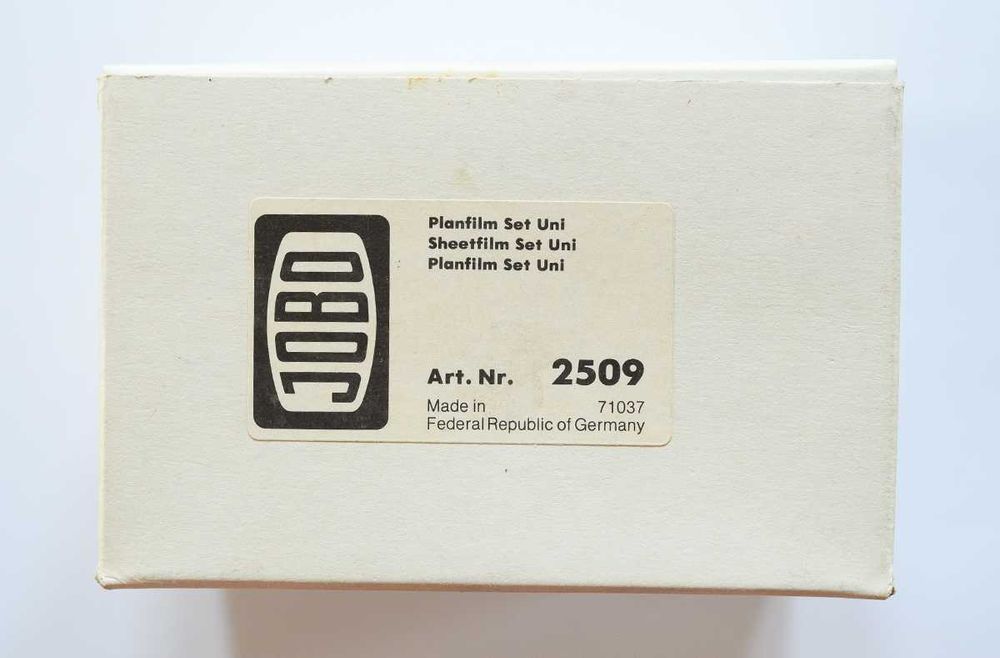 JOBO
Planfilm Set Uni
Sheetfilm Set Uni
Planfilm Set Uni
Art. Nr. 2509
Made in 71037
Federal Republic of Germany